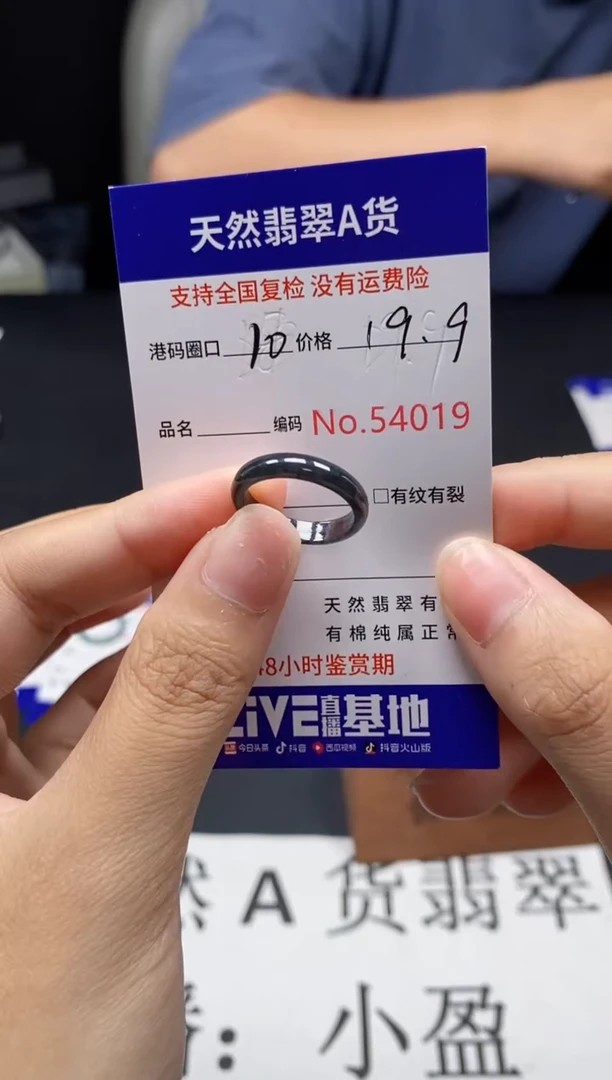 天然翡翠A货
支持全国复检 没有运费险
港码圈口 10 价格 19.9
品名 编码 No.54019
□有纹有裂
天然翡翠有
有棉纯属正常
48小时鉴赏期
LiVE直播基地
今日头条 抖音 西瓜视频 抖音火山版
然 A 货翡翠
播：小盈